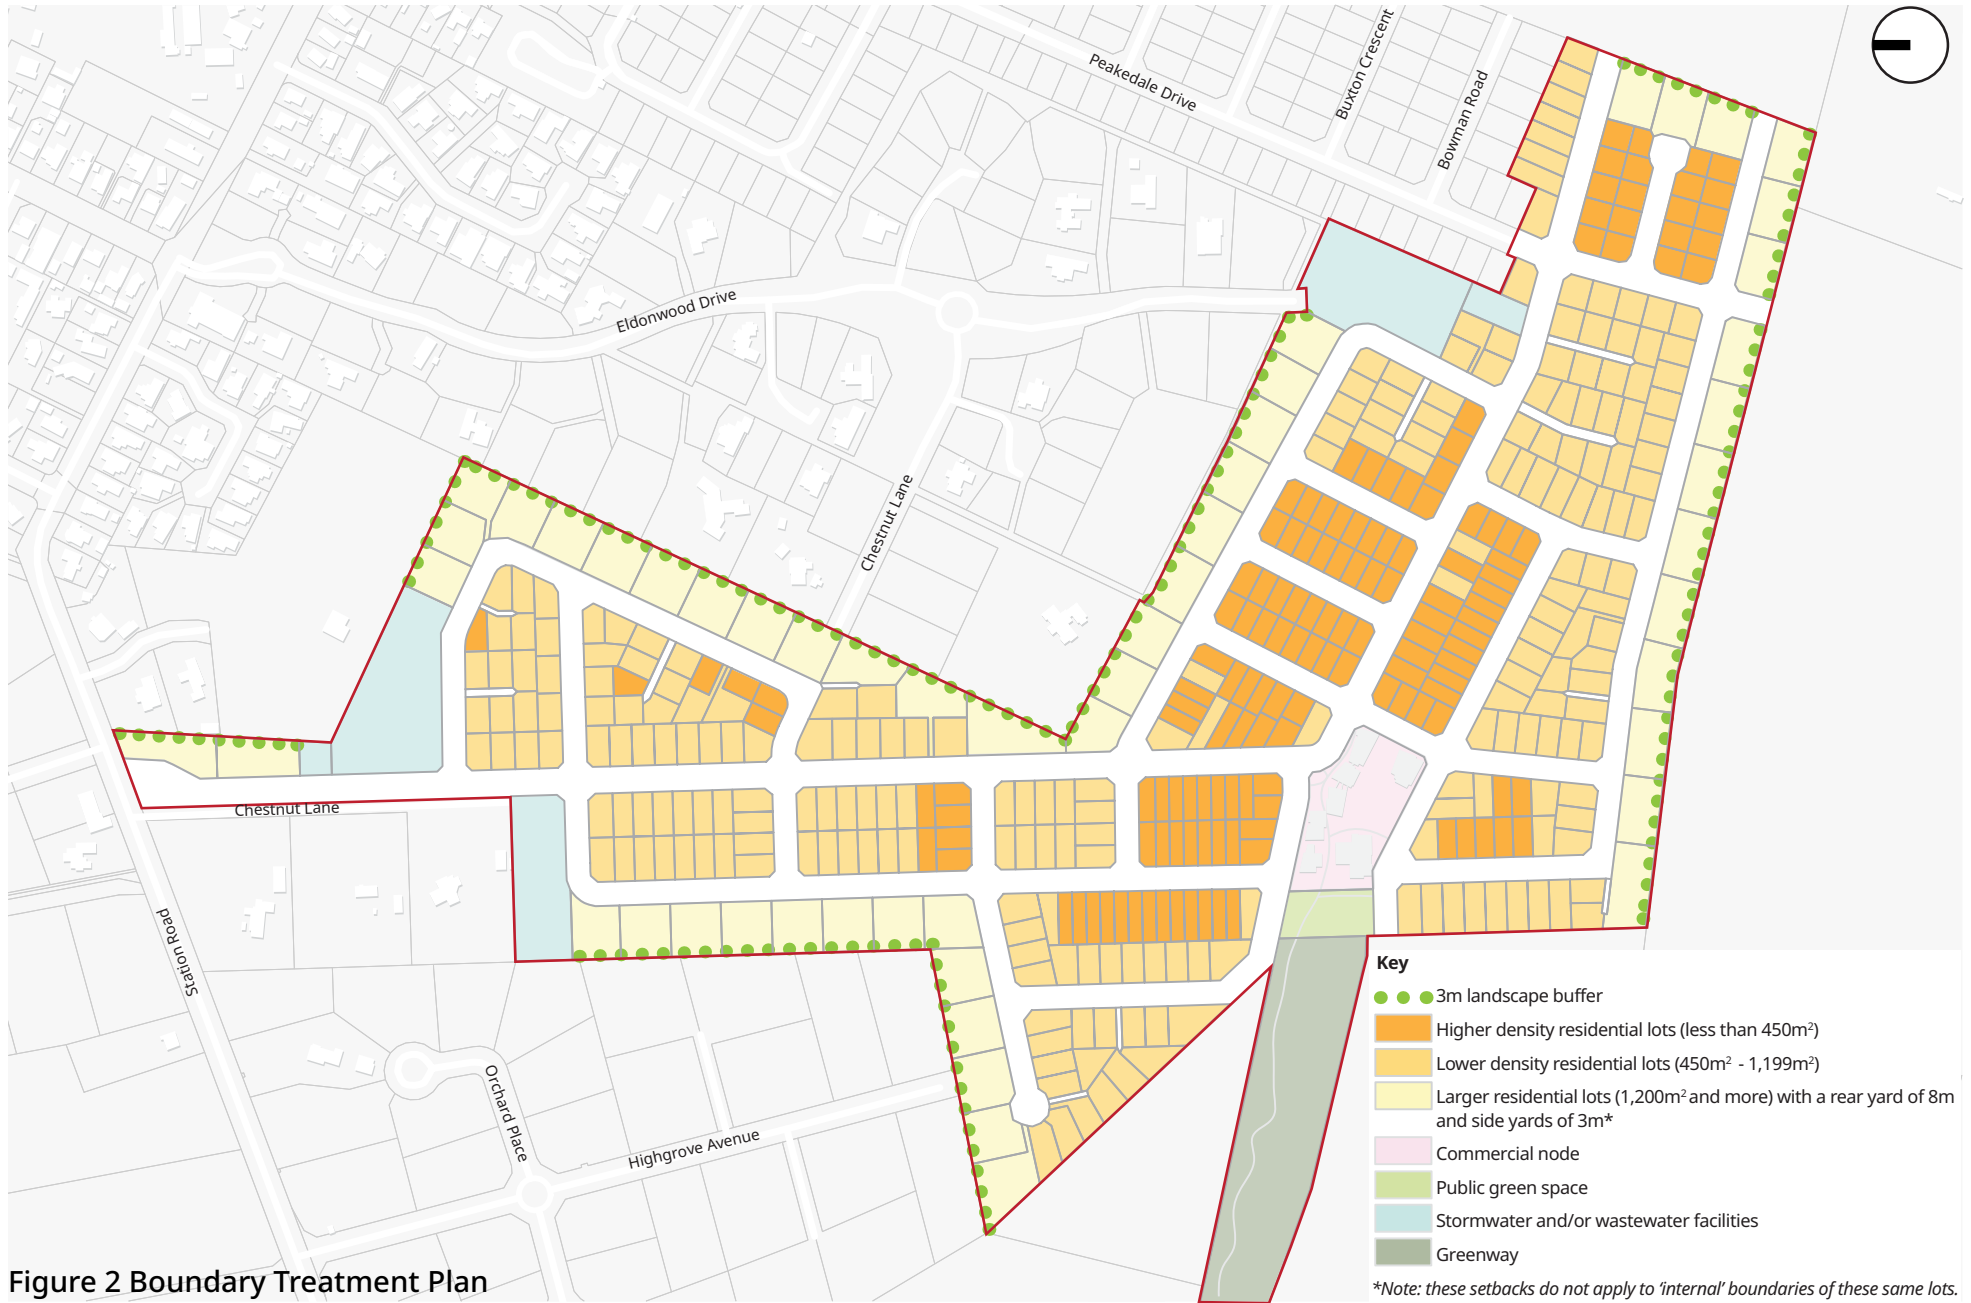 Peakedale Drive
Buxton Crescent
Bowman Road
Eldonwood Drive
Chestnut Lane
Chestnut Lane
Station Road
Orchard Place
Highgrove Avenue
Key
3m landscape buffer
Higher density residential lots (less than 450m²)
Lower density residential lots (450m² - 1,199m²)
Larger residential lots (1,200m² and more) with a rear yard of 8m
and side yards of 3m*
Commercial node
Public green space
Stormwater and/or wastewater facilities
Greenway
*Note: these setbacks do not apply to 'internal' boundaries of these same lots.
Figure 2 Boundary Treatment Plan